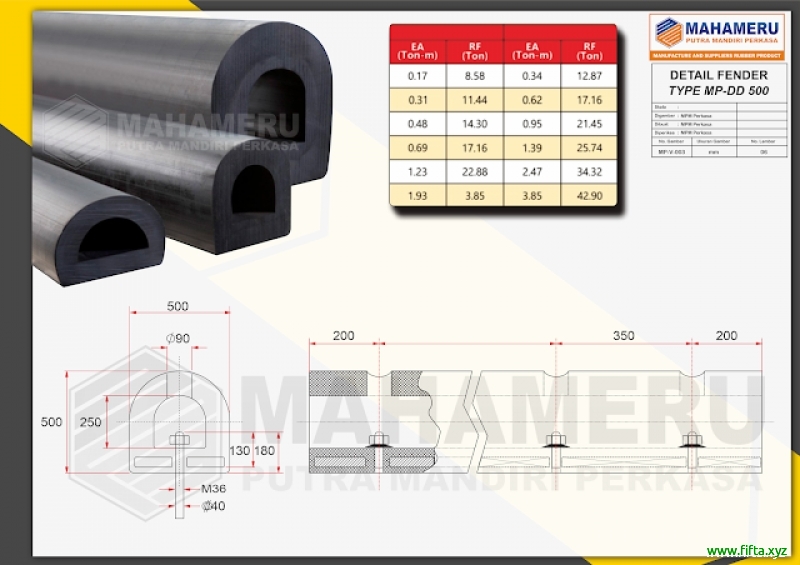 MAHAMERU
PUTRA MANDIRI PERKASA
MANUFACTURE AND SUPPLIERS RUBBER PRODUCT
DETAIL FENDER
TYPE MP-DD 500
Digambar : MPM Perkasa
Dibuat : MPM Perkasa
Diperiksa : MPM Perkasa
No. Gambar Ukuran Gambar No. Lembar
MP-V.003 mm 06
EA (Ton-m) RF (Ton) EA (Ton-m) RF (Ton)
0.17 8.58 0.34 12.87
0.31 11.44 0.62 17.16
0.48 14.30 0.95 21.45
0.69 17.16 1.39 25.74
1.23 22.88 2.47 34.32
1.93 3.85 3.85 42.90
MAHAMERU
PUTRA MANDIRI PERKASA
500
Ø90
500
250
130
180
M36
Ø40
200
350
200
MAHAMERU
PUTRA MANDIRI PERKASA
www.fifta.xyz